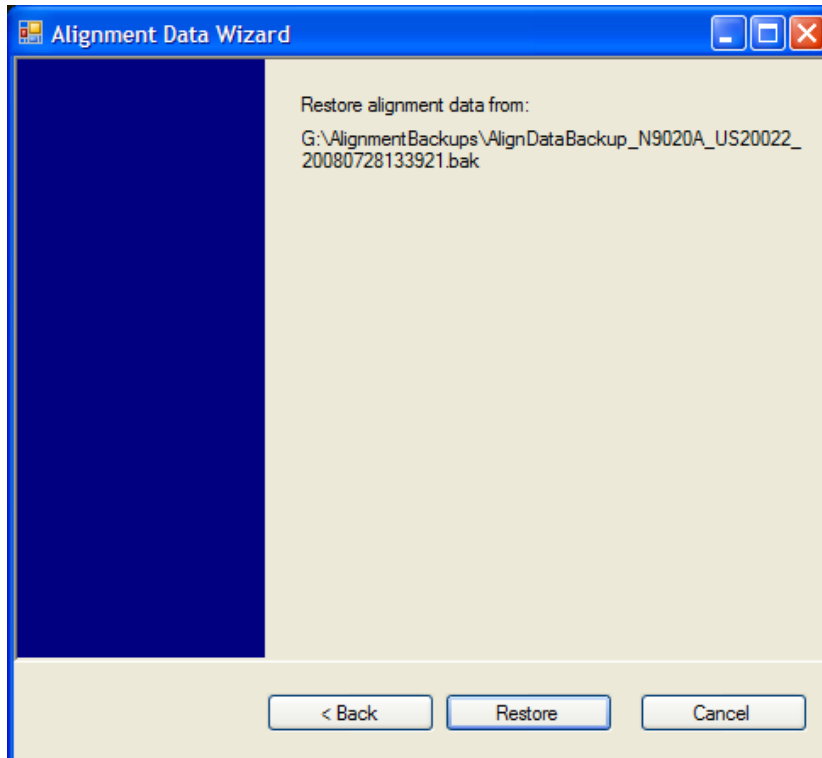 Alignment Data Wizard
Restore alignment data from:
G:\AlignmentBackups\AlignDataBackup_N9020A_US20022_
20080728133921.bak
< Back
Restore
Cancel